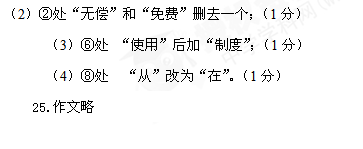 （2）②处“无偿”和“免费”删去一个；（1 分）
（3）⑥处 “使用”后加“制度”；（1 分）
（4）⑧处 “从”改为“在”。（1 分）
25.作文略